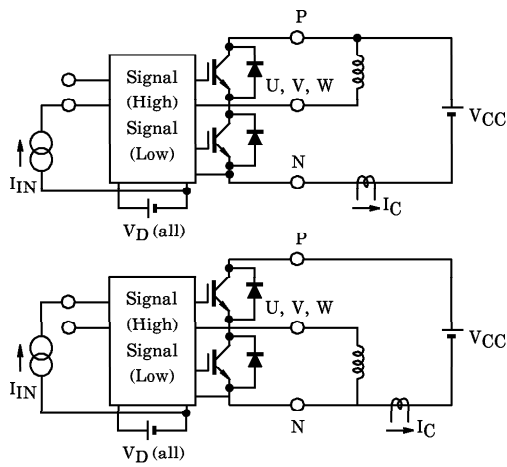 P
Signal
(High)
Signal
(Low)
U, V, W
VCC
IIN
N
IC
VD (all)
P
Signal
(High)
Signal
(Low)
U, V, W
VCC
IIN
N
IC
VD (all)